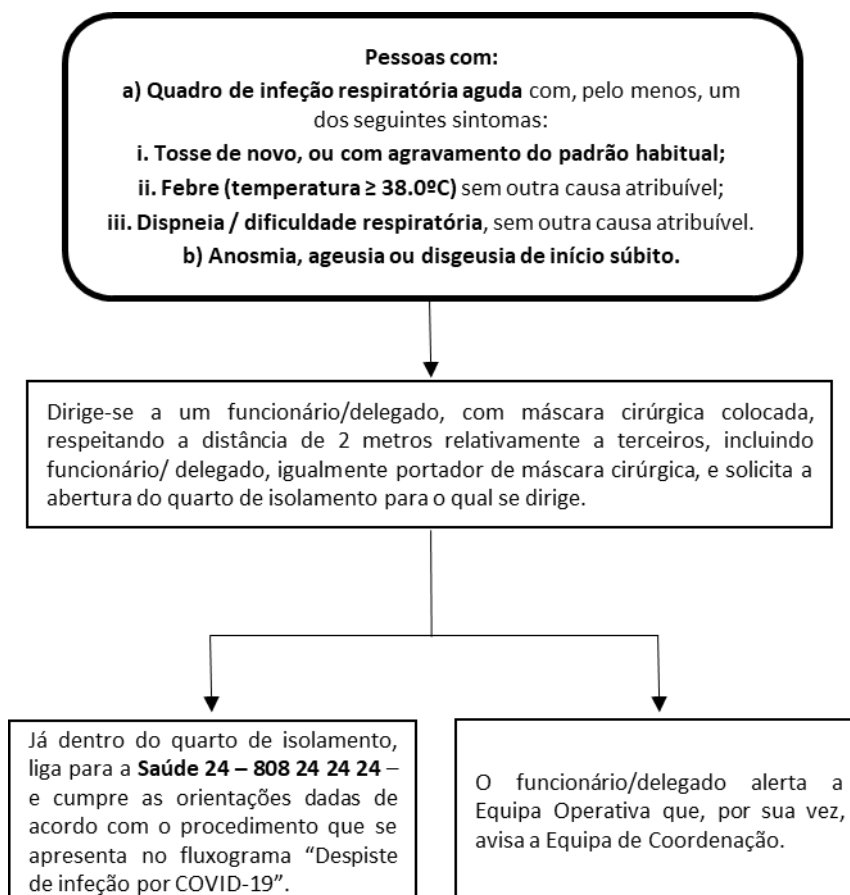 Pessoas com:
a) Quadro de infeção respiratória aguda com, pelo menos, um
dos seguintes sintomas:
i. Tosse de novo, ou com agravamento do padrão habitual;
ii. Febre (temperatura ≥ 38.0ºC) sem outra causa atribuível;
iii. Dispneia / dificuldade respiratória, sem outra causa atribuível.
b) Anosmia, ageusia ou disgeusia de início súbito.
Dirige-se a um funcionário/delegado, com máscara cirúrgica colocada,
respeitando a distância de 2 metros relativamente a terceiros, incluindo
funcionário/ delegado, igualmente portador de máscara cirúrgica, e solicita a
abertura do quarto de isolamento para o qual se dirige.
Já dentro do quarto de isolamento,
liga para a Saúde 24 – 808 24 24 24 –
e cumpre as orientações dadas de
acordo com o procedimento que se
apresenta no fluxograma “Despiste
de infeção por COVID-19”.
O funcionário/delegado alerta a
Equipa Operativa que, por sua vez,
avisa a Equipa de Coordenação.